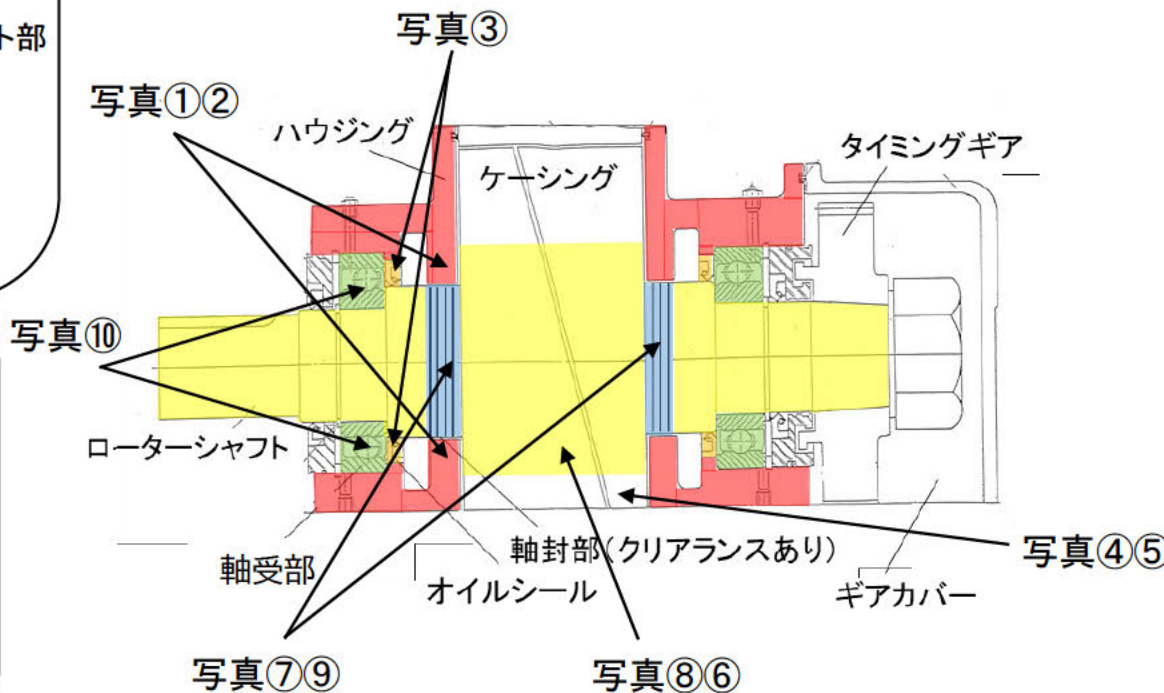 ト部
写真③
写真①②
ハウジング
タイミングギア
ケーシング
写真⑩
ローターシャフト
軸封部(クリアランスあり)
写真④⑤
軸受部
オイルシール
ギアカバー
写真⑦⑨
写真⑧⑥